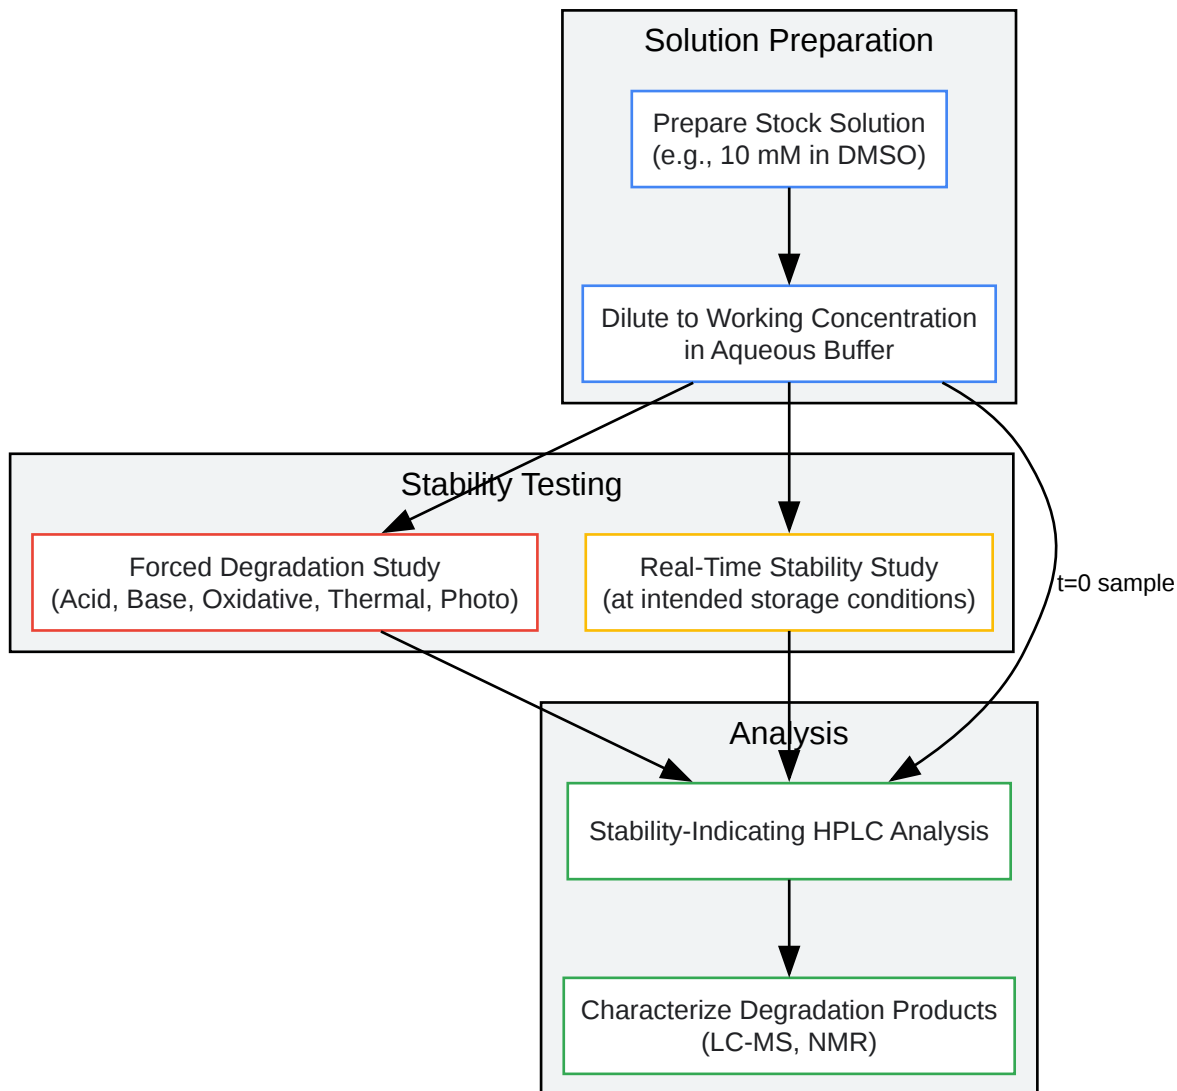 Solution Preparation
Prepare Stock Solution
(e.g., 10 mM in DMSO)
Dilute to Working Concentration
in Aqueous Buffer
Stability Testing
Forced Degradation Study
(Acid, Base, Oxidative, Thermal, Photo)
Real-Time Stability Study
(at intended storage conditions)
t=0 sample
Analysis
Stability-Indicating HPLC Analysis
Characterize Degradation Products
(LC-MS, NMR)